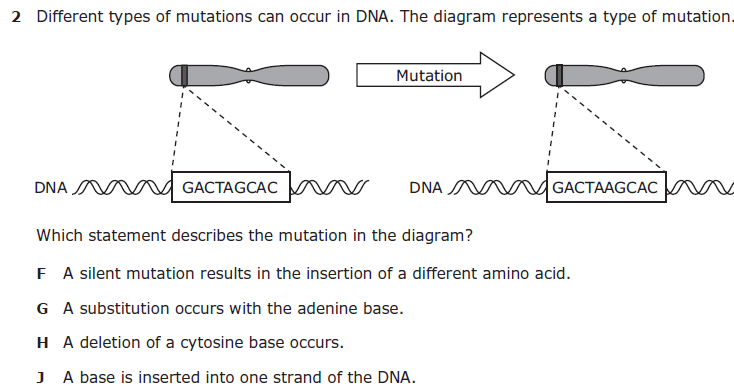 2 Different types of mutations can occur in DNA. The diagram represents a type of mutation.
Mutation
DNA GACTAGCAC DNA GACTAAGCAC
Which statement describes the mutation in the diagram?
F A silent mutation results in the insertion of a different amino acid.
G A substitution occurs with the adenine base.
H A deletion of a cytosine base occurs.
J A base is inserted into one strand of the DNA.